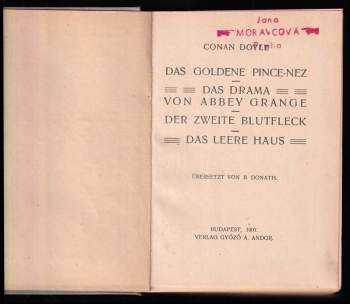 Jana
MORAVCOVÁ
Praha
CONAN DOYLE
DAS GOLDENE PINCE-NEZ
DAS DRAMA
VON ABBEY GRANGE
DER ZWEITE BLUTFLECK
DAS LEERE HAUS
ÜBERSETZT VON B. DONATH.
BUDAPEST, 1907.
VERLAG GYŐZŐ A. ANDOR.